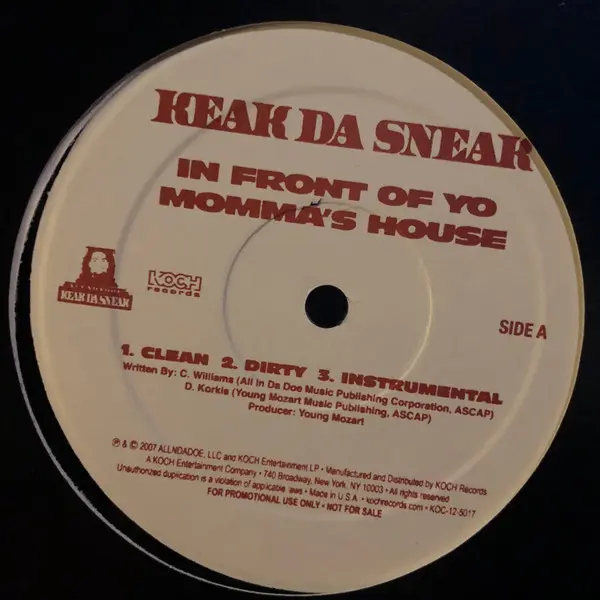 KEAK DA SNEAK
IN FRONT OF YO
MOMMA'S HOUSE
KEAK DA SNEAK
KOCH
records
SIDE A
1. CLEAN 2. DIRTY 3. INSTRUMENTAL
Written By: C. Williams (All In Da Doe Music Publishing Corporation, ASCAP)
D. Korkis (Young Mozart Music Publishing, ASCAP)
Producer: Young Mozart
℗ & © 2007 ALLNDADOE, LLC and KOCH Entertainment LP • Manufactured and Distributed by KOCH Records
A KOCH Entertainment Company • 740 Broadway, New York, NY 10003 • All rights reserved
Unauthorized duplication is a violation of applicable laws • Made in U.S.A. • kochrecords.com • KOC-12-5017
FOR PROMOTIONAL USE ONLY • NOT FOR SALE